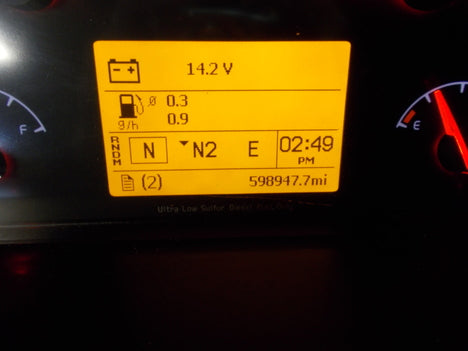 14.2 V
ø 0.3
g/h 0.9
RNDM N N2 E 02:49 PM
(2) 598947.7mi
Ultra Low Sulfur Diesel Fuel Only
F
E